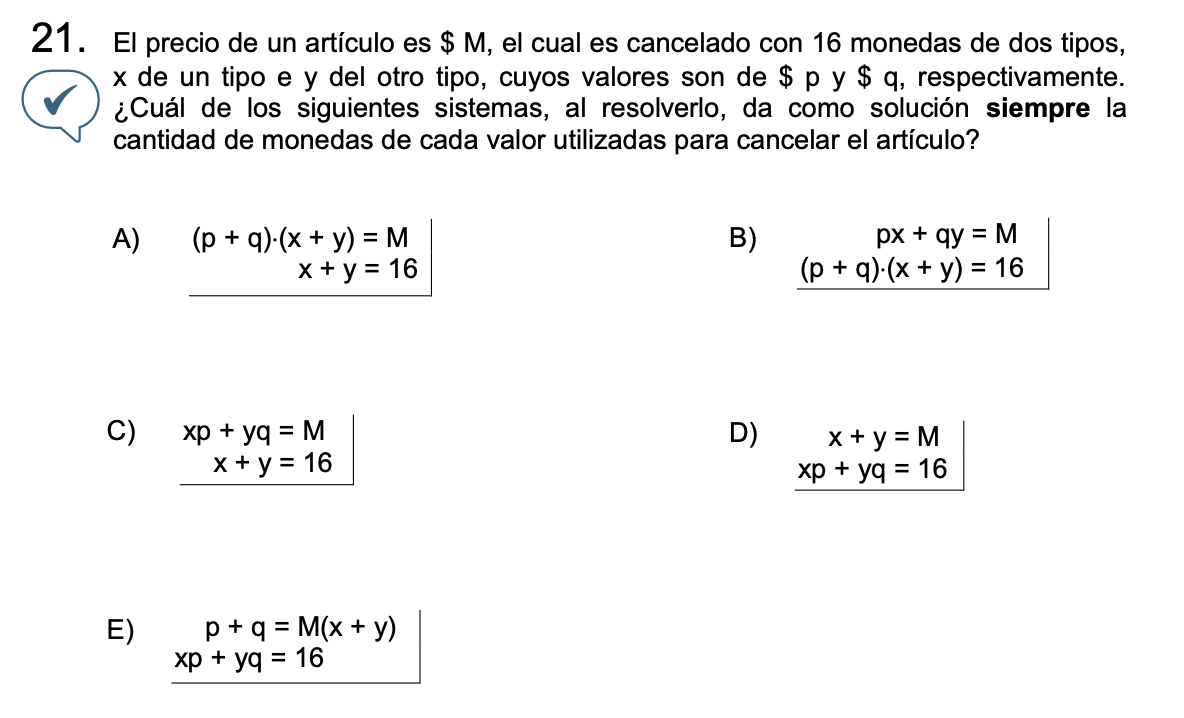 21. El precio de un artículo es $ M, el cual es cancelado con 16 monedas de dos tipos,
x de un tipo e y del otro tipo, cuyos valores son de $ p y $ q, respectivamente.
¿Cuál de los siguientes sistemas, al resolverlo, da como solución siempre la
cantidad de monedas de cada valor utilizadas para cancelar el artículo?
A) (p + q)·(x + y) = M
x + y = 16
B) px + qy = M
(p + q)·(x + y) = 16
C) xp + yq = M
x + y = 16
D) x + y = M
xp + yq = 16
E) p + q = M(x + y)
xp + yq = 16